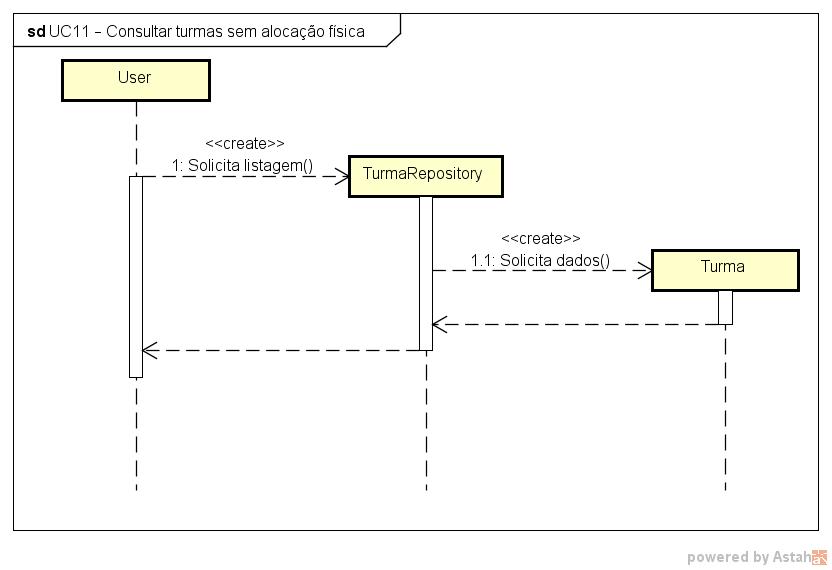 sd UC11 – Consultar turmas sem alocação física
User
<<create>>
1: Solicita listagem()
TurmaRepository
<<create>>
1.1: Solicita dados()
Turma
powered by Astah